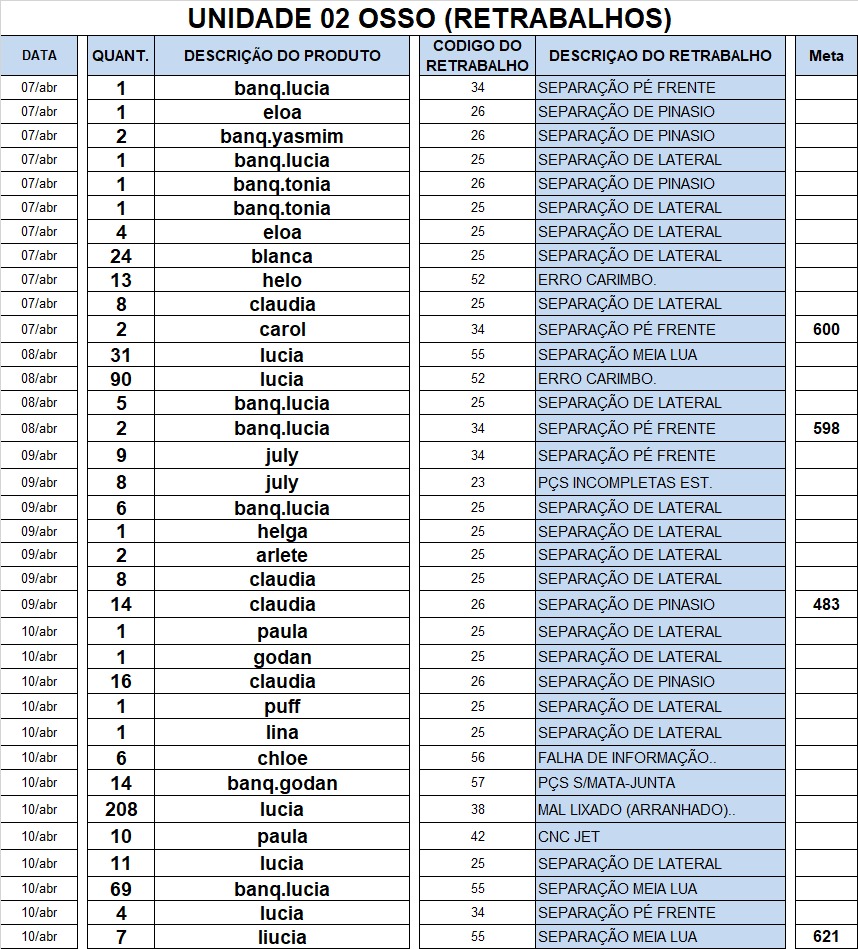 UNIDADE 02 OSSO (RETRABALHOS)
DATA QUANT. DESCRIÇÃO DO PRODUTO CODIGO DO RETRABALHO DESCRIÇAO DO RETRABALHO Meta
07/abr 1 banq.lucia 34 SEPARAÇÃO PÉ FRENTE
07/abr 1 eloa 26 SEPARAÇÃO DE PINASIO
07/abr 2 banq.yasmim 26 SEPARAÇÃO DE PINASIO
07/abr 1 banq.lucia 25 SEPARAÇÃO DE LATERAL
07/abr 1 banq.tonia 26 SEPARAÇÃO DE PINASIO
07/abr 1 banq.tonia 25 SEPARAÇÃO DE LATERAL
07/abr 4 eloa 25 SEPARAÇÃO DE LATERAL
07/abr 24 blanca 25 SEPARAÇÃO DE LATERAL
07/abr 13 helo 52 ERRO CARIMBO.
07/abr 8 claudia 25 SEPARAÇÃO DE LATERAL
07/abr 2 carol 34 SEPARAÇÃO PÉ FRENTE 600
08/abr 31 lucia 55 SEPARAÇÃO MEIA LUA
08/abr 90 lucia 52 ERRO CARIMBO.
08/abr 5 banq.lucia 25 SEPARAÇÃO DE LATERAL
08/abr 2 banq.lucia 34 SEPARAÇÃO PÉ FRENTE 598
09/abr 9 july 34 SEPARAÇÃO PÉ FRENTE
09/abr 8 july 23 PÇS INCOMPLETAS EST.
09/abr 6 banq.lucia 25 SEPARAÇÃO DE LATERAL
09/abr 1 helga 25 SEPARAÇÃO DE LATERAL
09/abr 2 arlete 25 SEPARAÇÃO DE LATERAL
09/abr 8 claudia 25 SEPARAÇÃO DE LATERAL
09/abr 14 claudia 26 SEPARAÇÃO DE PINASIO 483
10/abr 1 paula 25 SEPARAÇÃO DE LATERAL
10/abr 1 godan 25 SEPARAÇÃO DE LATERAL
10/abr 16 claudia 26 SEPARAÇÃO DE PINASIO
10/abr 1 puff 25 SEPARAÇÃO DE LATERAL
10/abr 1 lina 25 SEPARAÇÃO DE LATERAL
10/abr 6 chloe 56 FALHA DE INFORMAÇÃO..
10/abr 14 banq.godan 57 PÇS S/MATA-JUNTA
10/abr 208 lucia 38 MAL LIXADO (ARRANHADO)..
10/abr 10 paula 42 CNC JET
10/abr 11 lucia 25 SEPARAÇÃO DE LATERAL
10/abr 69 banq.lucia 55 SEPARAÇÃO MEIA LUA
10/abr 4 lucia 34 SEPARAÇÃO PÉ FRENTE
10/abr 7 liucia 55 SEPARAÇÃO MEIA LUA 621